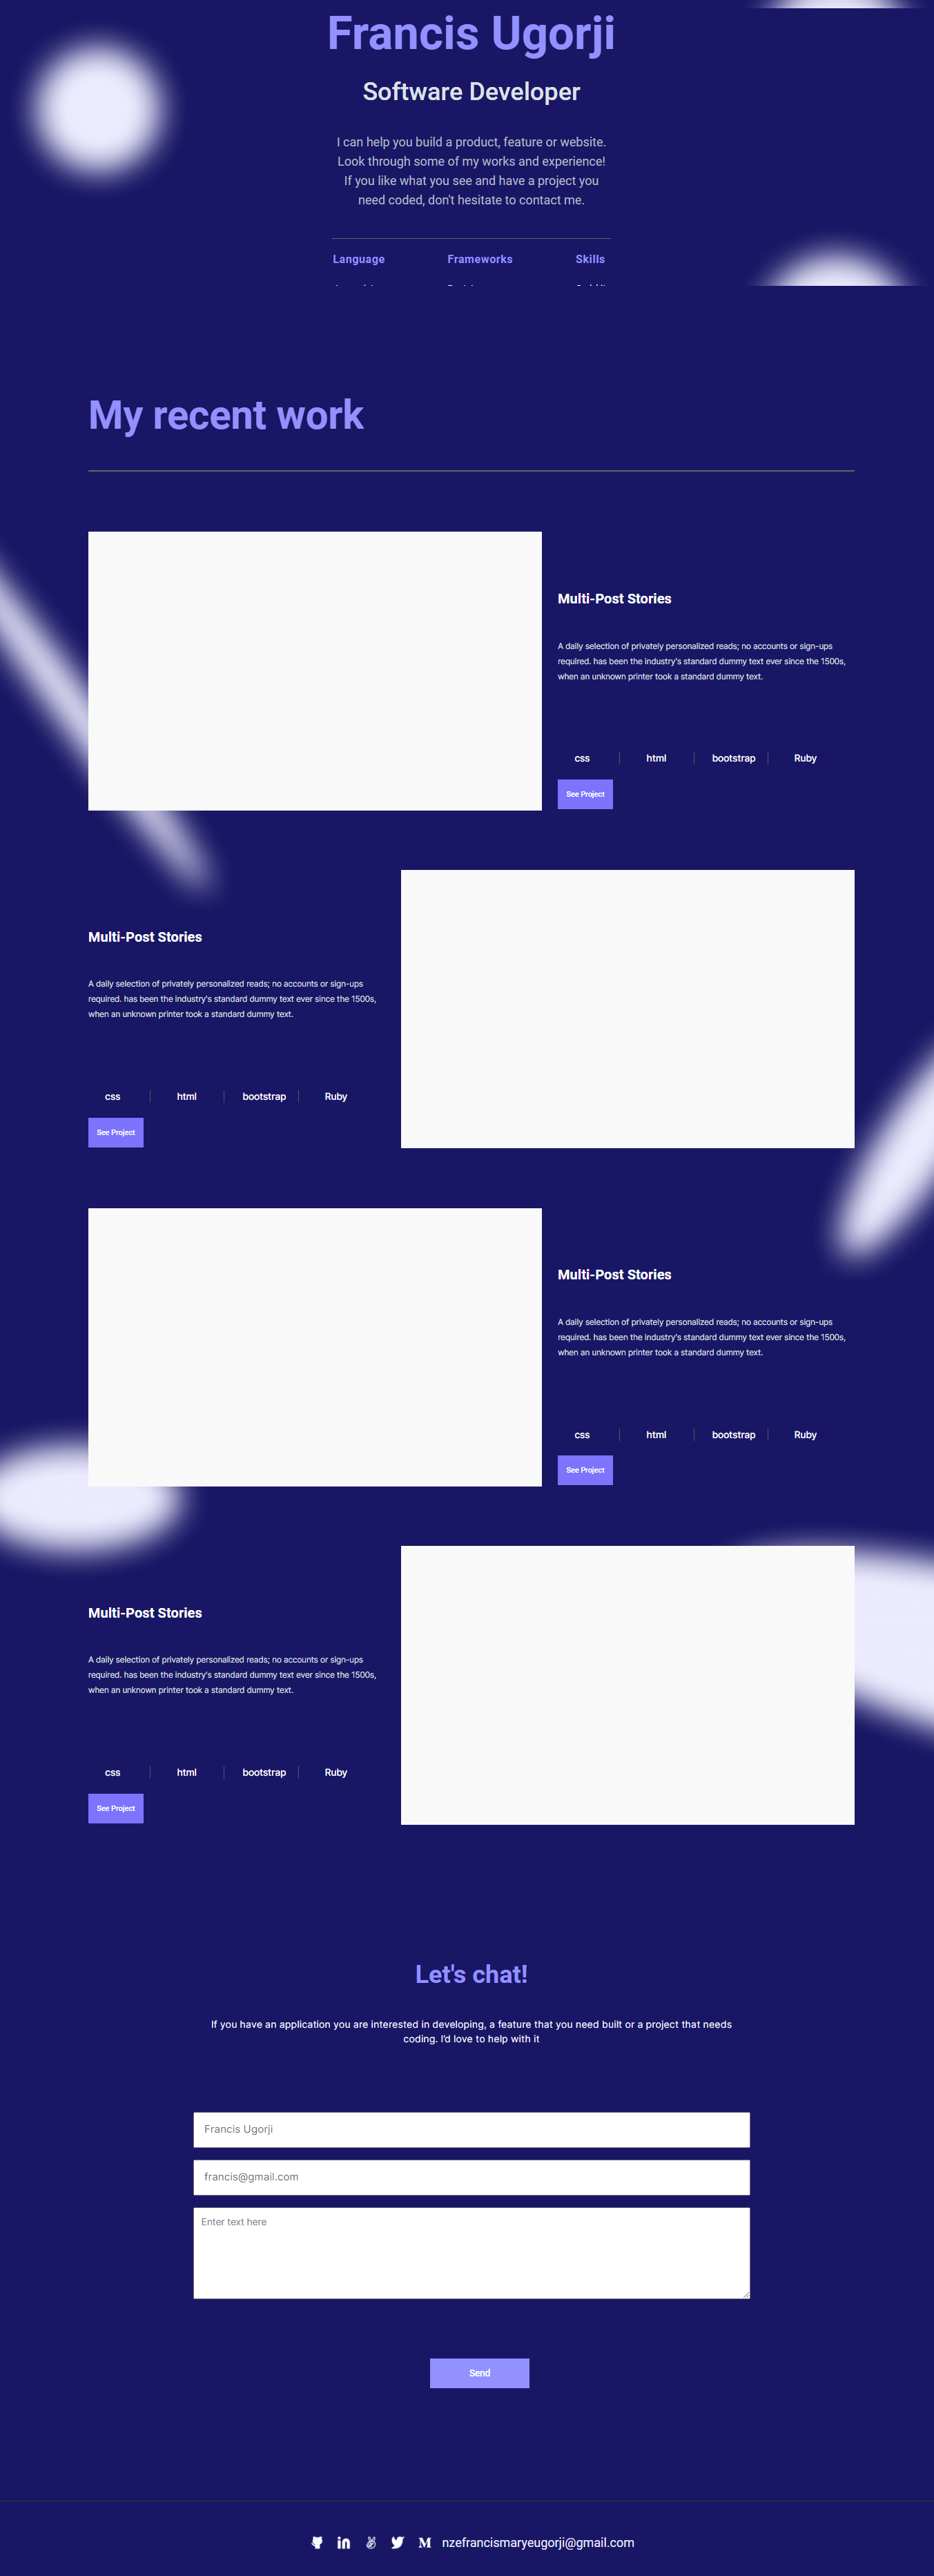 Francis Ugorji
Software Developer
I can help you build a product, feature or website.
Look through some of my works and experience!
If you like what you see and have a project you
need coded, don't hesitate to contact me.
Language Frameworks Skills
My recent work
Multi-Post Stories
A daily selection of privately personalized reads; no accounts or sign-ups
required. has been the industry's standard dummy text ever since the 1500s,
when an unknown printer took a standard dummy text.
css html bootstrap Ruby
See Project
Multi-Post Stories
A daily selection of privately personalized reads; no accounts or sign-ups
required. has been the industry's standard dummy text ever since the 1500s,
when an unknown printer took a standard dummy text.
css html bootstrap Ruby
See Project
Multi-Post Stories
A daily selection of privately personalized reads; no accounts or sign-ups
required. has been the industry's standard dummy text ever since the 1500s,
when an unknown printer took a standard dummy text.
css html bootstrap Ruby
See Project
Multi-Post Stories
A daily selection of privately personalized reads; no accounts or sign-ups
required. has been the industry's standard dummy text ever since the 1500s,
when an unknown printer took a standard dummy text.
css html bootstrap Ruby
See Project
Let's chat!
If you have an application you are interested in developing, a feature that you need built or a project that needs
coding. I'd love to help with it
Francis Ugorji
francis@gmail.com
Enter text here
Send
nzefrancismaryeugorji@gmail.com